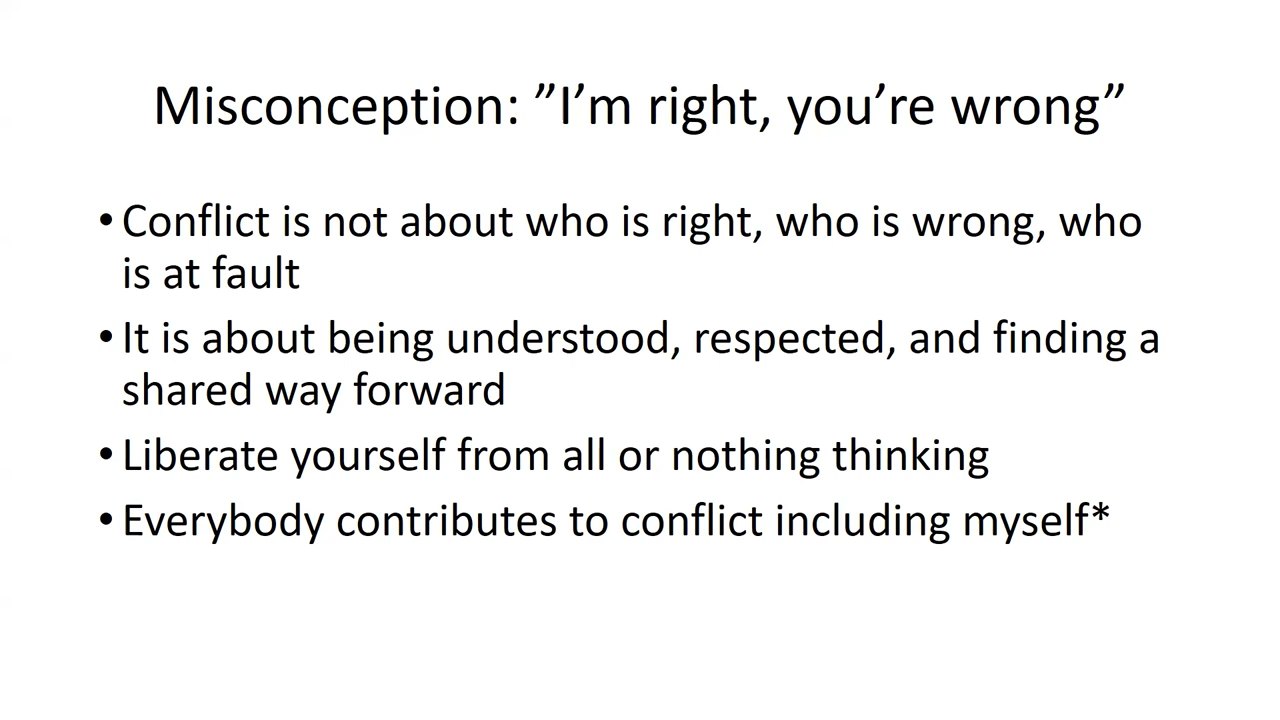 Misconception: ”I’m right, you’re wrong”
•Conflict is not about who is right, who is wrong, who
is at fault
•It is about being understood, respected, and finding a
shared way forward
•Liberate yourself from all or nothing thinking
•Everybody contributes to conflict including myself*